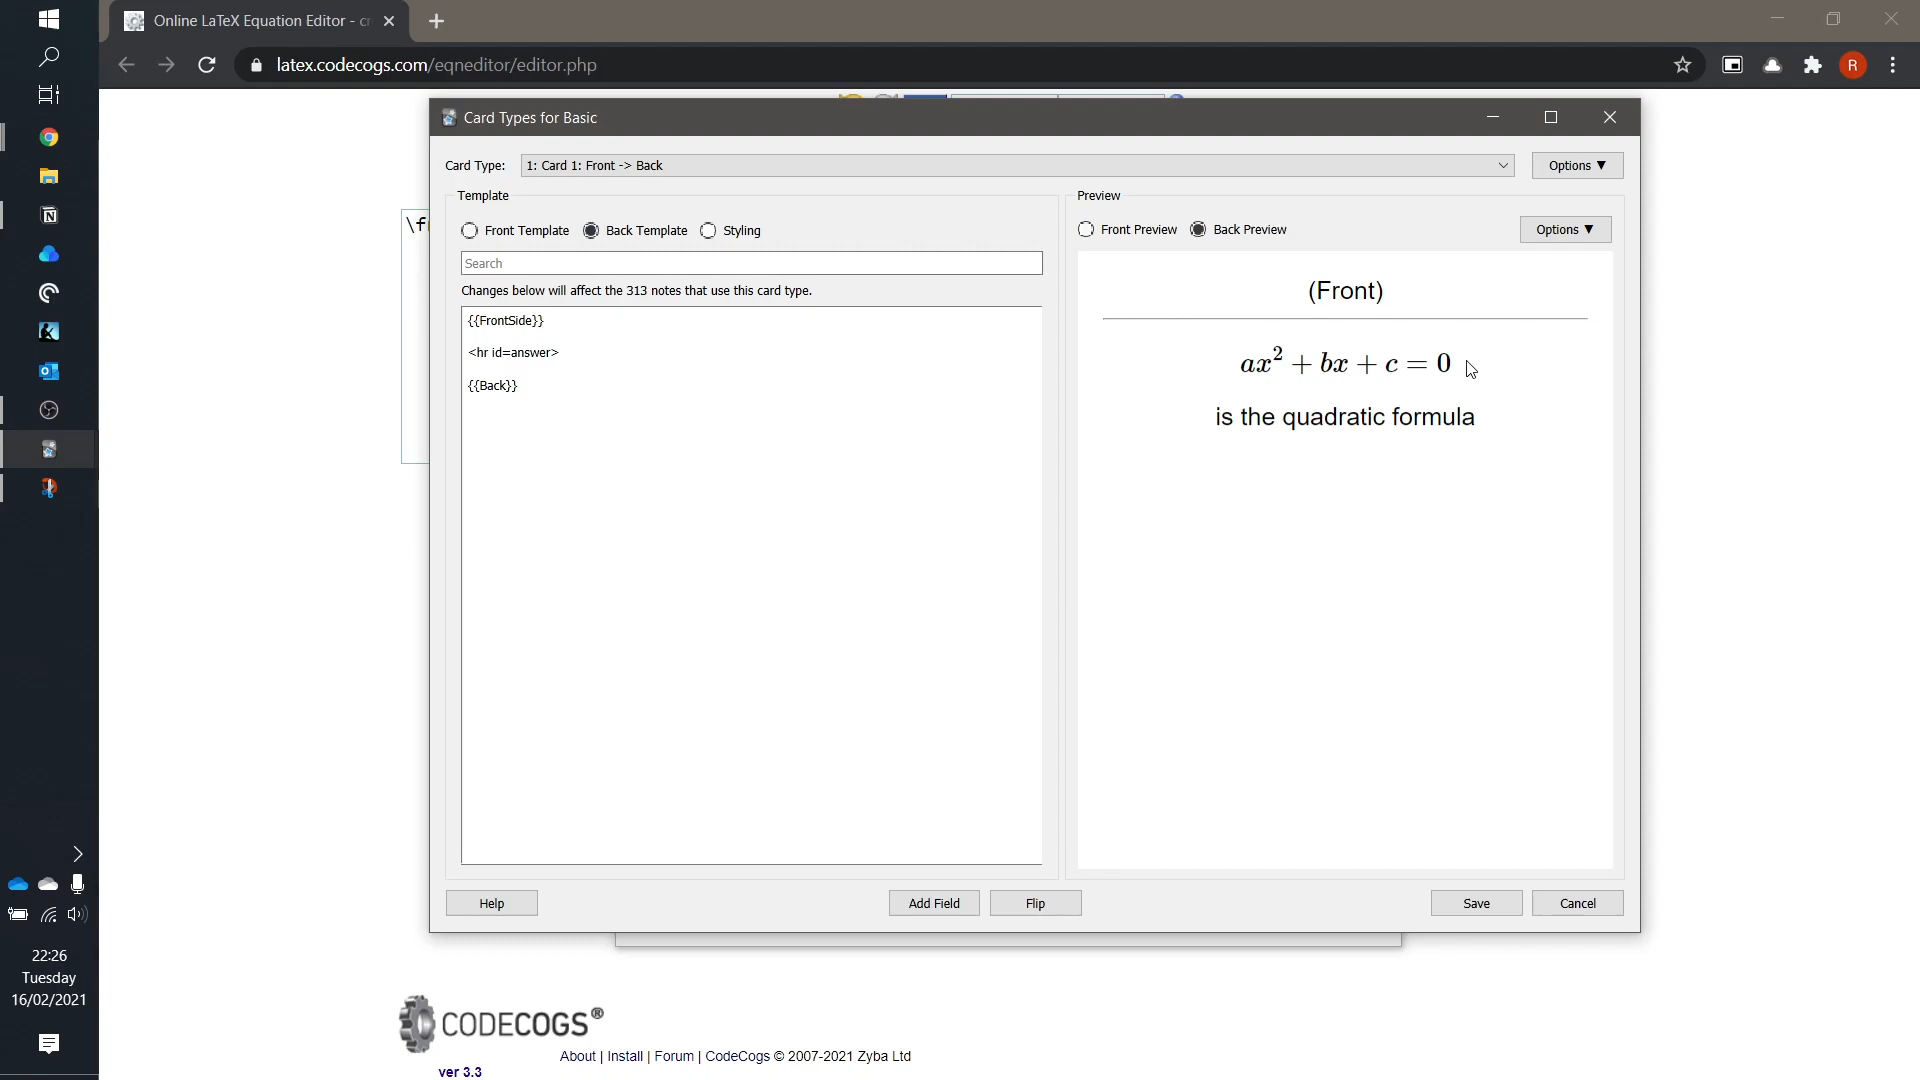 Online LaTeX Equation Editor - cr
latex.codecogs.com/eqneditor/editor.php
R
Card Types for Basic
Card Type: 1: Card 1: Front -> Back Options ▼
Template
Front Template Back Template Styling
Search
Changes below will affect the 313 notes that use this card type.
{{FrontSide}}
<hr id=answer>
{{Back}}
Preview
Front Preview Back Preview Options ▼
(Front)
ax² + bx + c = 0
is the quadratic formula
Help Add Field Flip Save Cancel
\f
22:26
Tuesday
16/02/2021
CODECOGS®
About | Install | Forum | CodeCogs © 2007-2021 Zyba Ltd
ver 3.3